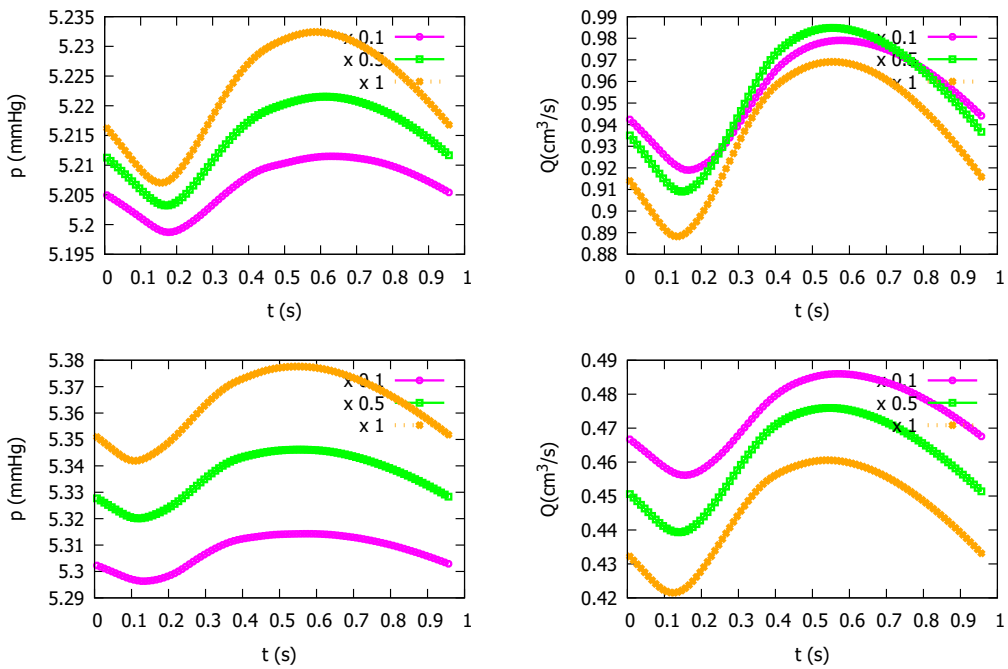 5.235
5.23
5.225
5.22
5.215
5.21
5.205
5.2
5.195
p (mmHg)
x 0.1
x 0.5
x 1
0 0.1 0.2 0.3 0.4 0.5 0.6 0.7 0.8 0.9 1
t (s)
0.99
0.98
0.97
0.96
0.95
0.94
0.93
0.92
0.91
0.9
0.89
0.88
Q(cm³/s)
x 0.1
x 0.5
x 1
0 0.1 0.2 0.3 0.4 0.5 0.6 0.7 0.8 0.9 1
t (s)
5.38
5.37
5.36
5.35
5.34
5.33
5.32
5.31
5.3
5.29
p (mmHg)
x 0.1
x 0.5
x 1
0 0.1 0.2 0.3 0.4 0.5 0.6 0.7 0.8 0.9 1
t (s)
0.49
0.48
0.47
0.46
0.45
0.44
0.43
0.42
Q(cm³/s)
x 0.1
x 0.5
x 1
0 0.1 0.2 0.3 0.4 0.5 0.6 0.7 0.8 0.9 1
t (s)